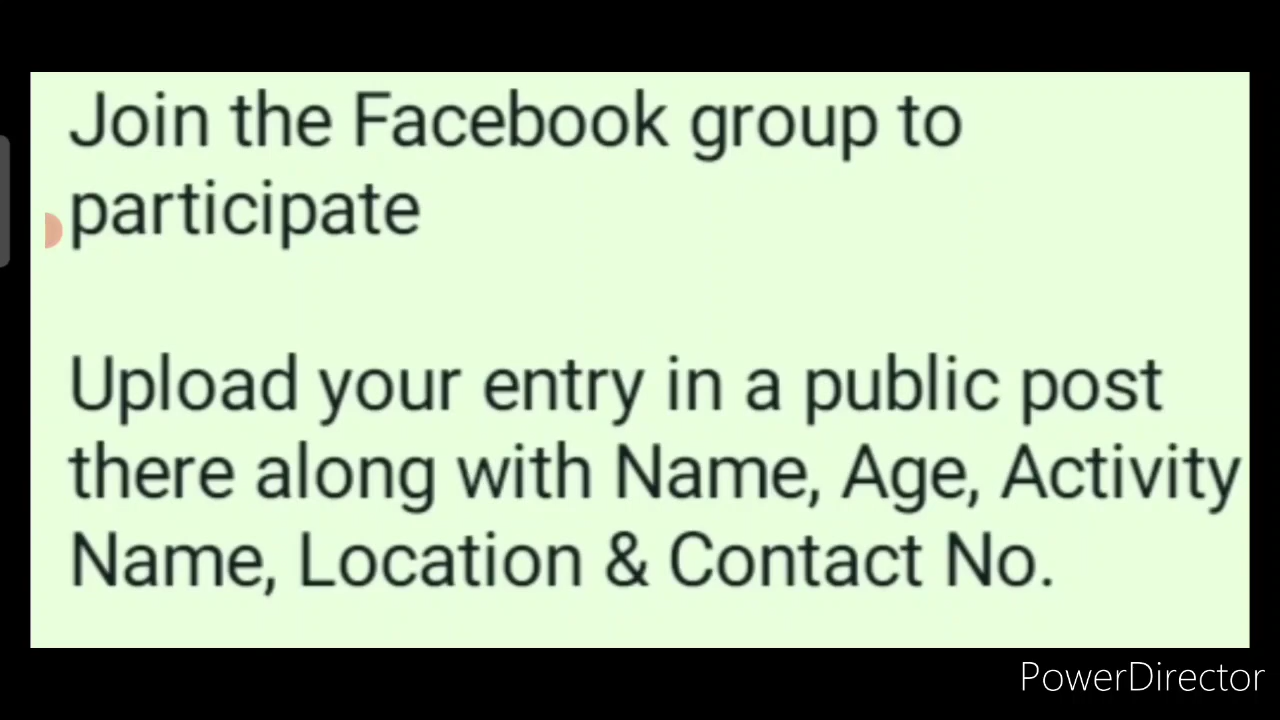 Join the Facebook group to
participate
Upload your entry in a public post
there along with Name, Age, Activity
Name, Location & Contact No.
PowerDirector